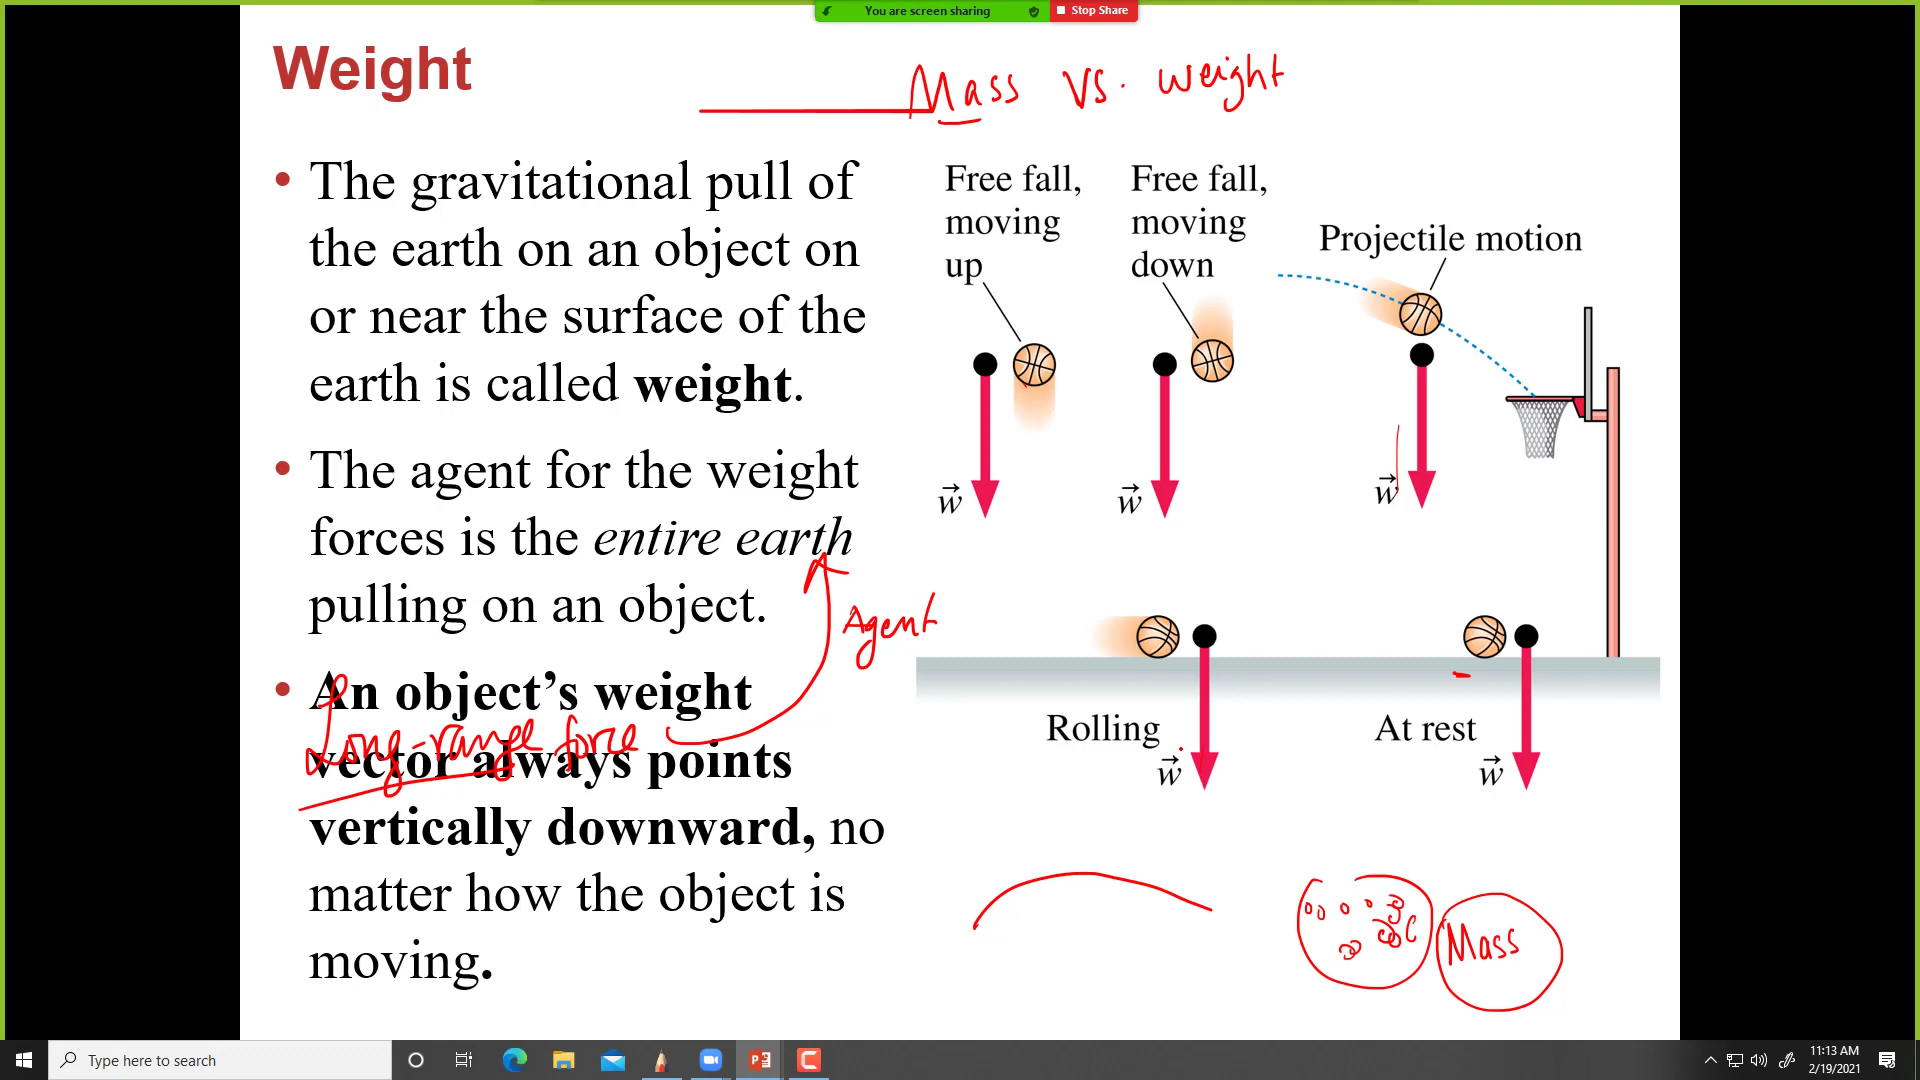 You are screen sharing
Stop Share
Weight
Mass vs. weight
• The gravitational pull of
the earth on an object on
or near the surface of the
earth is called weight.
• The agent for the weight
forces is the entire earth
pulling on an object.
Agent
• An object’s weight
Long-range force
vector always points
vertically downward, no
matter how the object is
moving.
Free fall,
moving
up
Free fall,
moving
down
Projectile motion
w
w
w
Rolling
w
At rest
w
Mass
Type here to search
11:13 AM
2/19/2021